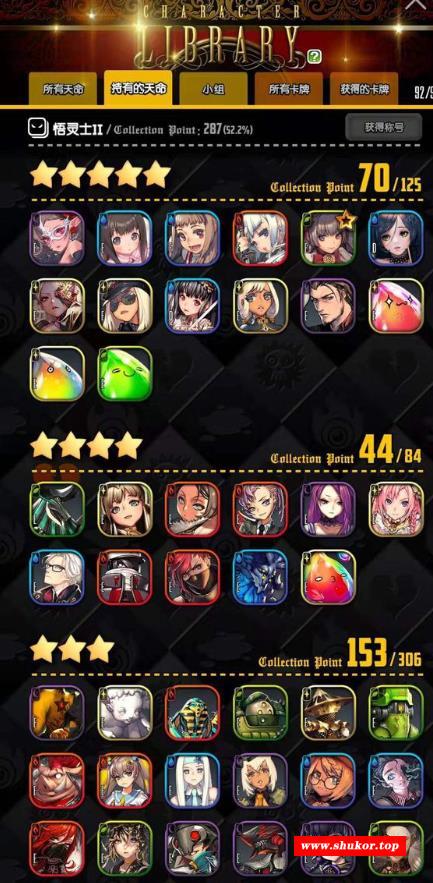 CHARACTER
LIBRARY ?
所有天命 持有的天命 小组 所有卡牌 获得的卡牌 92/9
悟灵士II / Collection Point: 287(52.2%) 获得称号
Collection Point 70/125
Collection Point 44/84
Collection Point 153/306
www.shukor.top